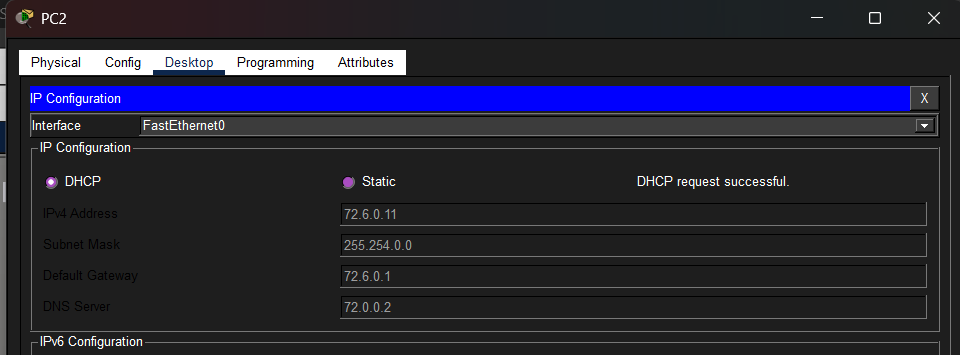 PC2
Physical Config Desktop Programming Attributes
IP Configuration X
Interface FastEthernet0
IP Configuration
DHCP Static DHCP request successful.
IPv4 Address 72.6.0.11
Subnet Mask 255.254.0.0
Default Gateway 72.6.0.1
DNS Server 72.0.0.2
IPv6 Configuration